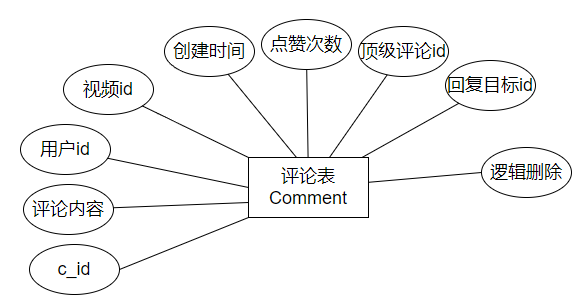 点赞次数
创建时间
顶级评论id
回复目标id
视频id
用户id
逻辑删除
评论表
Comment
评论内容
c_id